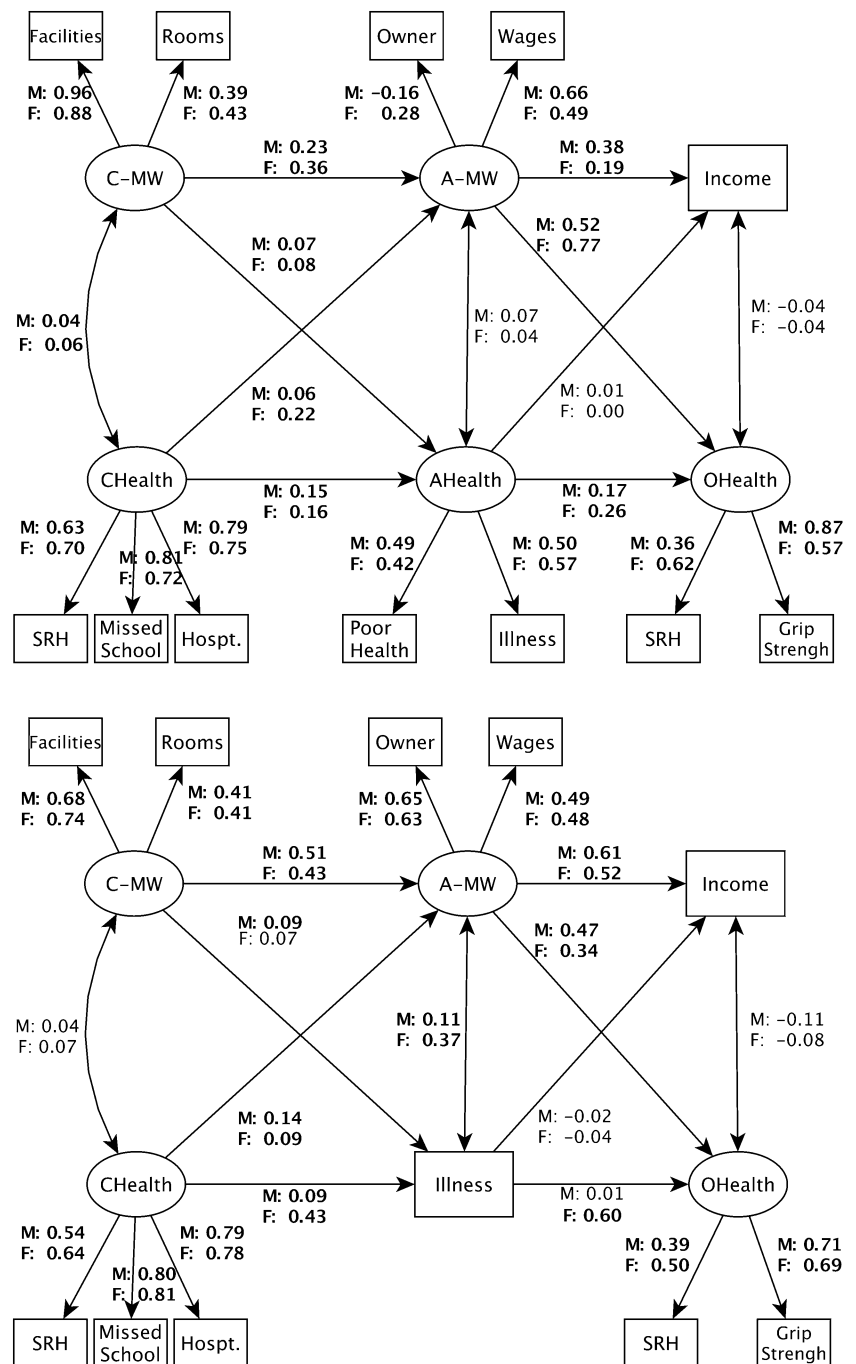 Facilities
Rooms
Owner
Wages
M: 0.96
F: 0.88
M: 0.39
F: 0.43
M: -0.16
F: 0.28
M: 0.66
F: 0.49
M: 0.23
F: 0.36
M: 0.38
F: 0.19
C-MW
A-MW
Income
M: 0.07
F: 0.08
M: 0.52
F: 0.77
M: 0.04
F: 0.06
M: 0.07
F: 0.04
M: -0.04
F: -0.04
M: 0.06
F: 0.22
M: 0.01
F: 0.00
CHealth
AHealth
OHealth
M: 0.15
F: 0.16
M: 0.17
F: 0.26
M: 0.63
F: 0.70
M: 0.81
F: 0.72
M: 0.79
F: 0.75
M: 0.49
F: 0.42
M: 0.50
F: 0.57
M: 0.36
F: 0.62
M: 0.87
F: 0.57
SRH
Missed
School
Hospt.
Poor
Health
Illness
SRH
Grip
Strengh
Facilities
Rooms
Owner
Wages
M: 0.68
F: 0.74
M: 0.41
F: 0.41
M: 0.65
F: 0.63
M: 0.49
F: 0.48
M: 0.51
F: 0.43
M: 0.61
F: 0.52
C-MW
A-MW
Income
M: 0.09
F: 0.07
M: 0.47
F: 0.34
M: 0.04
F: 0.07
M: 0.11
F: 0.37
M: -0.11
F: -0.08
M: 0.14
F: 0.09
M: -0.02
F: -0.04
CHealth
Illness
OHealth
M: 0.09
F: 0.43
M: 0.01
F: 0.60
M: 0.54
F: 0.64
M: 0.80
F: 0.81
M: 0.79
F: 0.78
M: 0.39
F: 0.50
M: 0.71
F: 0.69
SRH
Missed
School
Hospt.
SRH
Grip
Strengh